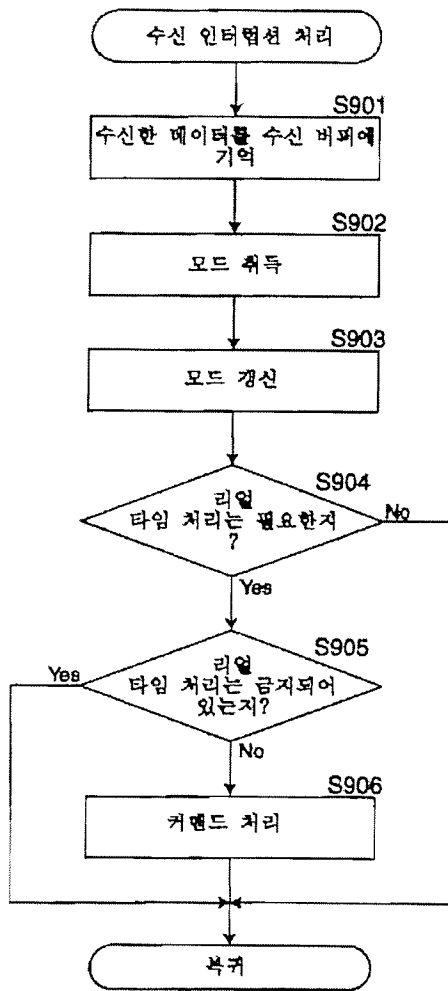 수신 인터럽션 처리
S901
수신한 데이터를 수신 버퍼에
기억
S902
모드 취득
S903
모드 갱신
S904
리얼
타임 처리는 필요한지
?
No
Yes
S905
리얼
타임 처리는 금지되어
있는지?
Yes
No
S906
커맨드 처리
복귀